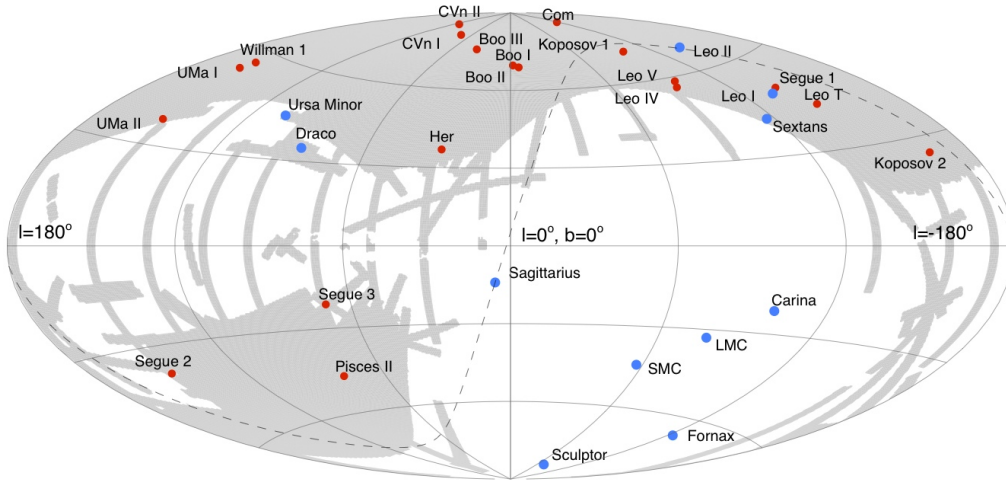 CVn II
Com
CVn I
Boo III
Koposov 1
Leo II
Willman 1
Boo I
UMa I
Boo II
Leo V
Segue 1
Leo I
Leo T
Leo IV
Ursa Minor
UMa II
Sextans
Draco
Her
Koposov 2
l=180°
l=0°, b=0°
l=-180°
Sagittarius
Segue 3
Carina
LMC
Segue 2
Pisces II
SMC
Fornax
Sculptor